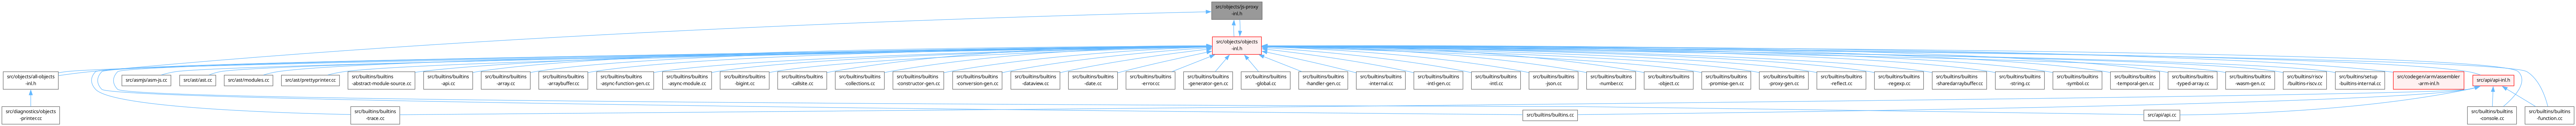 src/objects/js-proxy
-inl.h
src/objects/objects
-inl.h
src/objects/all-objects
-inl.h
src/asmjs/asm-js.cc
src/ast/ast.cc
src/ast/modules.cc
src/ast/prettyprinter.cc
src/builtins/builtins
-abstract-module-source.cc
src/builtins/builtins
-api.cc
src/builtins/builtins
-array.cc
src/builtins/builtins
-arraybuffer.cc
src/builtins/builtins
-async-function-gen.cc
src/builtins/builtins
-async-module.cc
src/builtins/builtins
-bigint.cc
src/builtins/builtins
-callsite.cc
src/builtins/builtins
-collections.cc
src/builtins/builtins
-constructor-gen.cc
src/builtins/builtins
-conversion-gen.cc
src/builtins/builtins
-dataview.cc
src/builtins/builtins
-date.cc
src/builtins/builtins
-error.cc
src/builtins/builtins
-generator-gen.cc
src/builtins/builtins
-global.cc
src/builtins/builtins
-handler-gen.cc
src/builtins/builtins
-internal.cc
src/builtins/builtins
-intl-gen.cc
src/builtins/builtins
-intl.cc
src/builtins/builtins
-json.cc
src/builtins/builtins
-number.cc
src/builtins/builtins
-object.cc
src/builtins/builtins
-promise-gen.cc
src/builtins/builtins
-proxy-gen.cc
src/builtins/builtins
-reflect.cc
src/builtins/builtins
-regexp.cc
src/builtins/builtins
-sharedarraybuffer.cc
src/builtins/builtins
-string.cc
src/builtins/builtins
-symbol.cc
src/builtins/builtins
-temporal-gen.cc
src/builtins/builtins
-typed-array.cc
src/builtins/builtins
-wasm-gen.cc
src/builtins/riscv
/builtins-riscv.cc
src/builtins/setup
-builtins-internal.cc
src/codegen/arm/assembler
-arm-inl.h
src/api/api-inl.h
src/diagnostics/objects
-printer.cc
src/builtins/builtins
-trace.cc
src/builtins/builtins.cc
src/api/api.cc
src/builtins/builtins
-console.cc
src/builtins/builtins
-function.cc